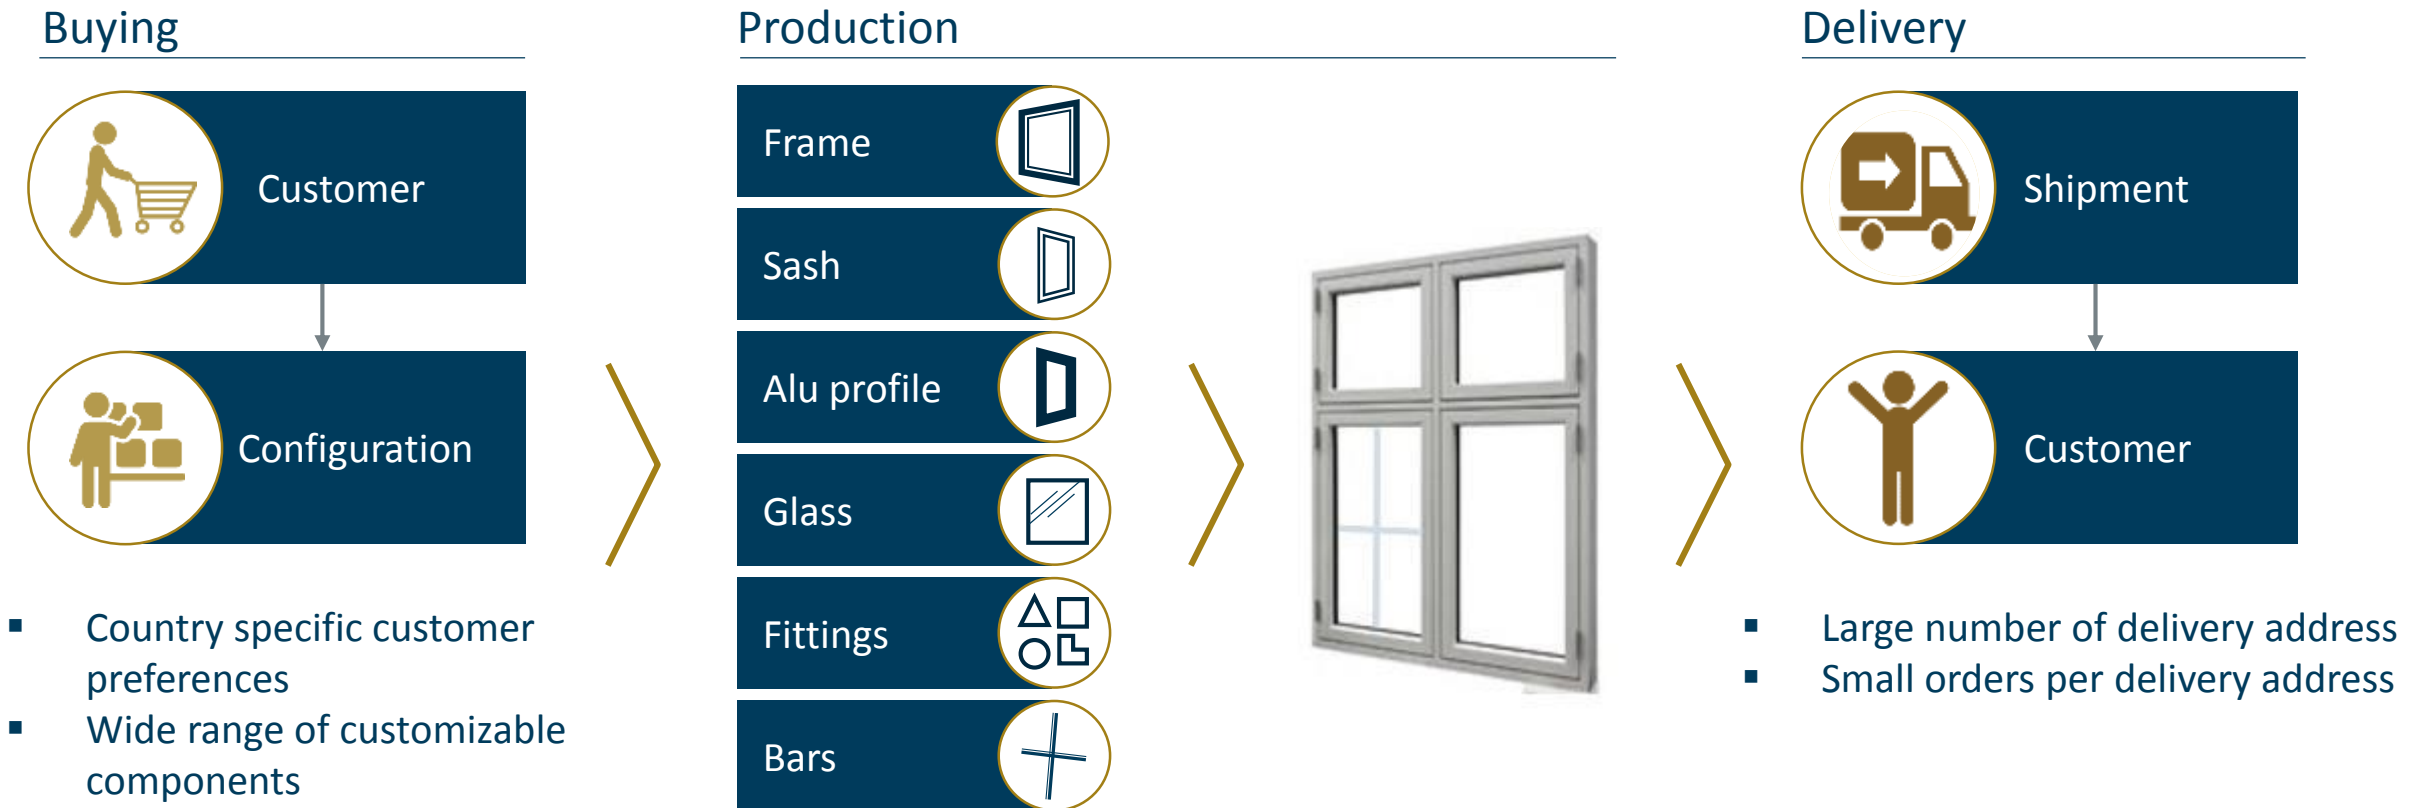 Buying
Customer
Configuration
▪ Country specific customer
preferences
▪ Wide range of customizable
components
Production
Frame
Sash
Alu profile
Glass
Fittings
Bars
Delivery
Shipment
Customer
▪ Large number of delivery address
▪ Small orders per delivery address